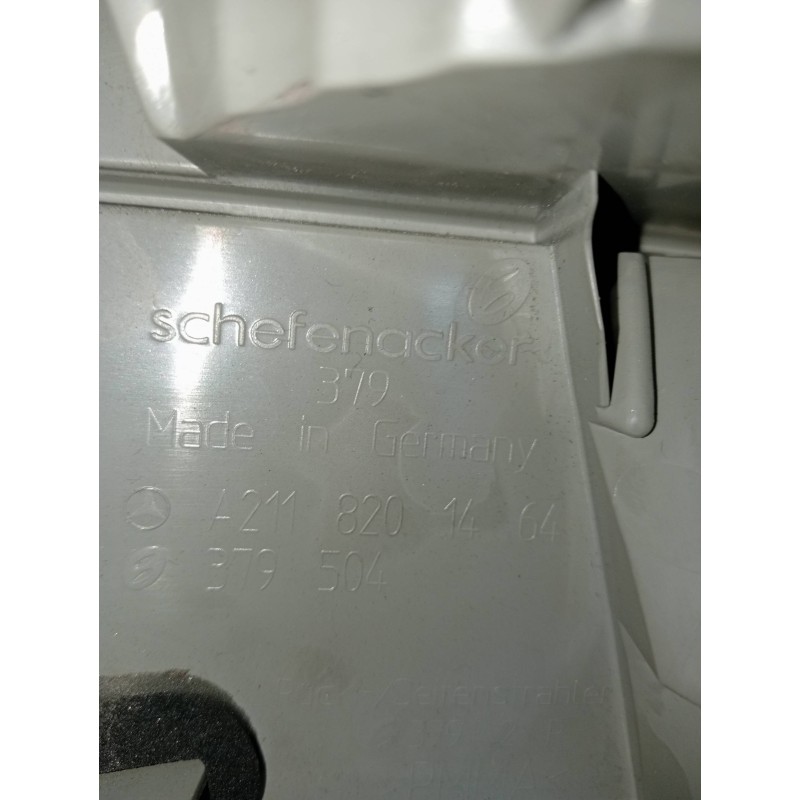 schefenacker
379
Made in Germany
A211 820 14 64
379 504